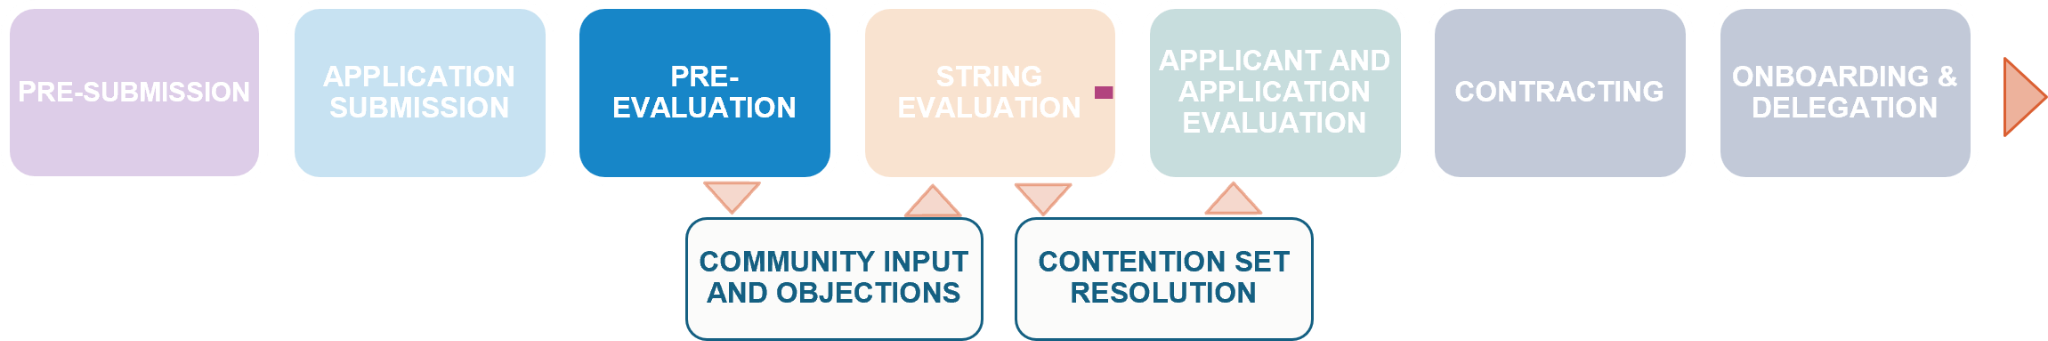 PRE-SUBMISSION
APPLICATION
SUBMISSION
PRE-
EVALUATION
STRING
EVALUATION
APPLICANT AND
APPLICATION
EVALUATION
CONTRACTING
ONBOARDING &
DELEGATION
COMMUNITY INPUT
AND OBJECTIONS
CONTENTION SET
RESOLUTION